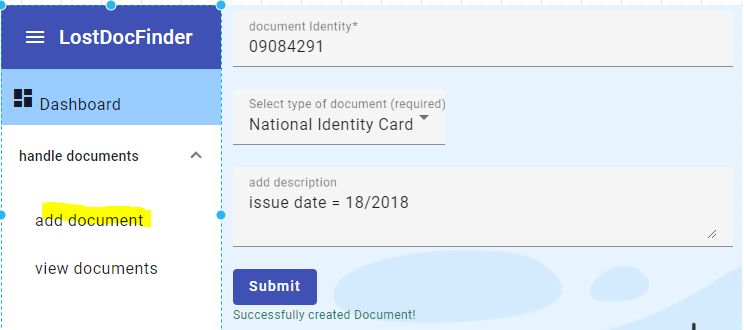 LostDocFinder
Dashboard
handle documents
add document
view documents
document Identity*
09084291
Select type of document (required)
National Identity Card
add description
issue date = 18/2018
Submit
Successfully created Document!